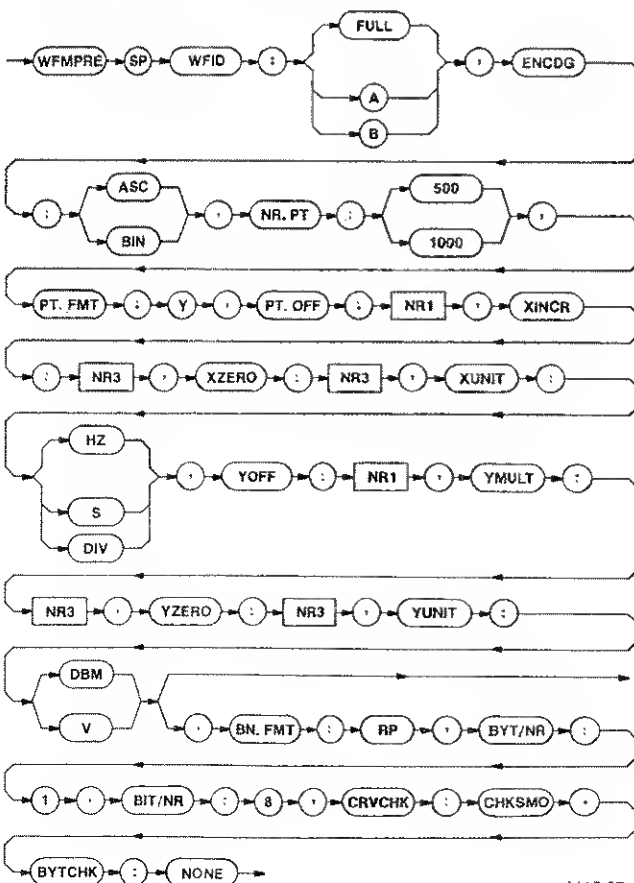 FULL
WFMPRE SP WFID : A , ENCDG
B
: ASC , NR. PT : 500 ,
BIN 1000
PT. FMT : Y , PT. OFF : NR1 , XINCR
: NR3 , XZERO : NR3 , XUNIT :
HZ
S , YOFF : NR1 , YMULT :
DIV
NR3 , YZERO : NR3 , YUNIT :
DBM
V , BN. FMT : RP , BYT/NR :
1 , BIT/NR : 8 , CRVCHK : CHKSMO ,
BYTCHK : NONE